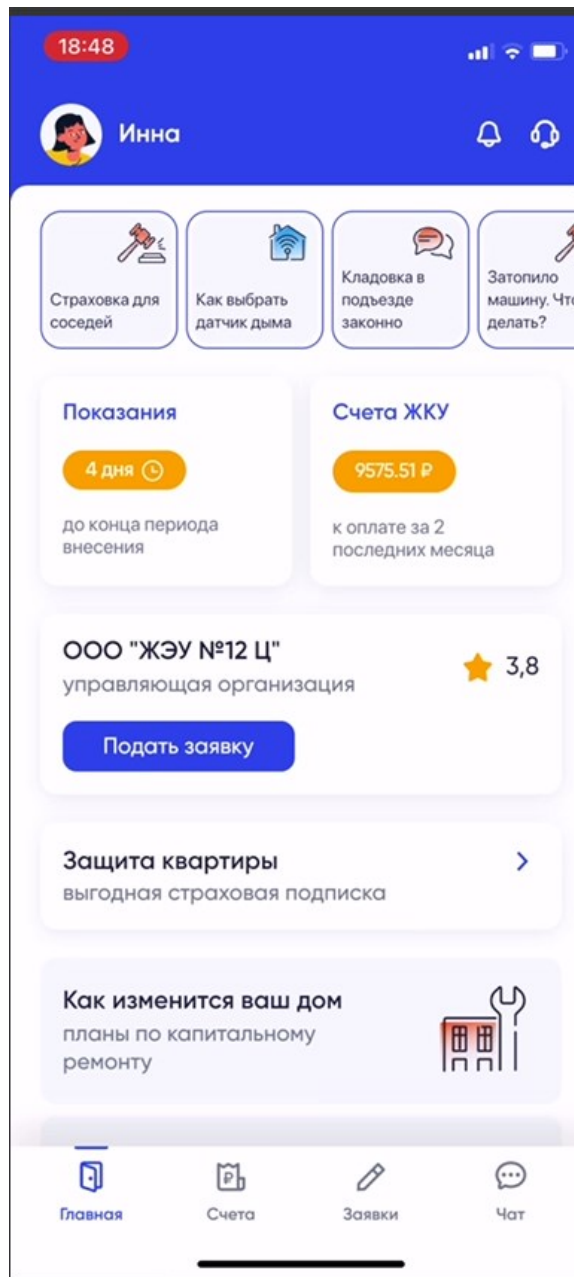 18:48
Инна
Страховка для
соседей
Как выбрать
датчик дыма
Кладовка в
подъезде
законно
Затопило
машину. Что
делать?
Показания
4 дня
до конца периода
внесения
Счета ЖКУ
9575.51 ₽
к оплате за 2
последних месяца
ООО "ЖЭУ №12 Ц"
управляющая организация
3,8
Подать заявку
Защита квартиры
выгодная страховая подписка
Как изменится ваш дом
планы по капитальному
ремонту
Главная
Счета
Заявки
Чат